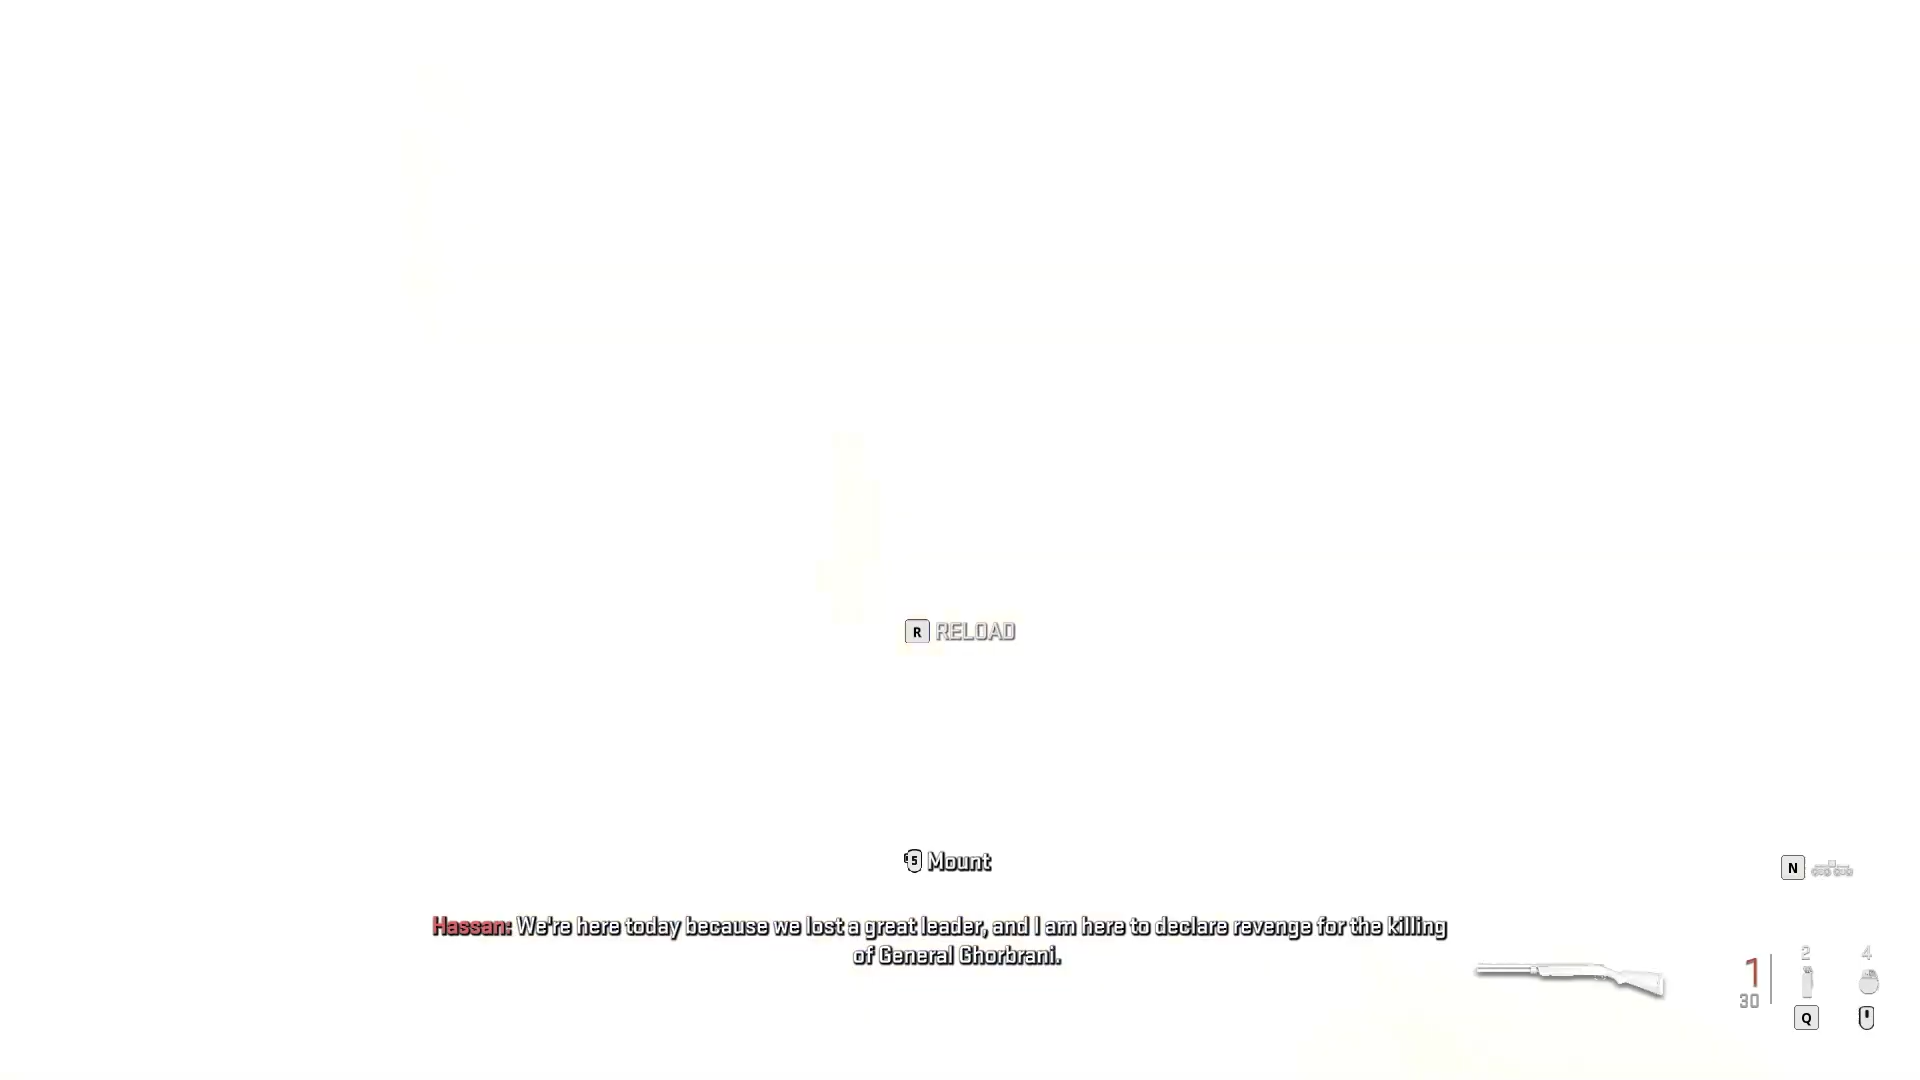 R RELOAD
5 Mount
N
Hassan: We're here today because we lost a great leader, and I am here to declare revenge for the killing
of General Ghorbrani.
1
30
2
4
Q